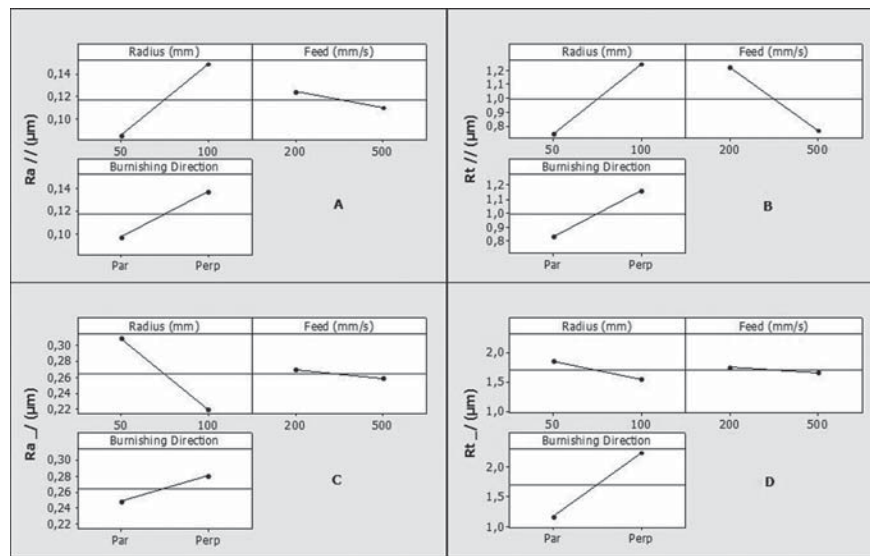 Radius (mm) Feed (mm/s)
0,14
0,12
0,10
50 100 200 500
Burnishing Direction
0,14
0,12
0,10
Par Perp
Ra // (µm)
A
Radius (mm) Feed (mm/s)
1,2
1,1
1,0
0,9
0,8
50 100 200 500
Burnishing Direction
1,2
1,1
1,0
0,9
0,8
Par Perp
Rt // (µm)
B
Radius (mm) Feed (mm/s)
0,30
0,28
0,26
0,24
0,22
50 100 200 500
Burnishing Direction
0,30
0,28
0,26
0,24
0,22
Par Perp
Ra _/ (µm)
C
Radius (mm) Feed (mm/s)
2,0
1,5
1,0
50 100 200 500
Burnishing Direction
2,0
1,5
1,0
Par Perp
Rt _/ (µm)
D